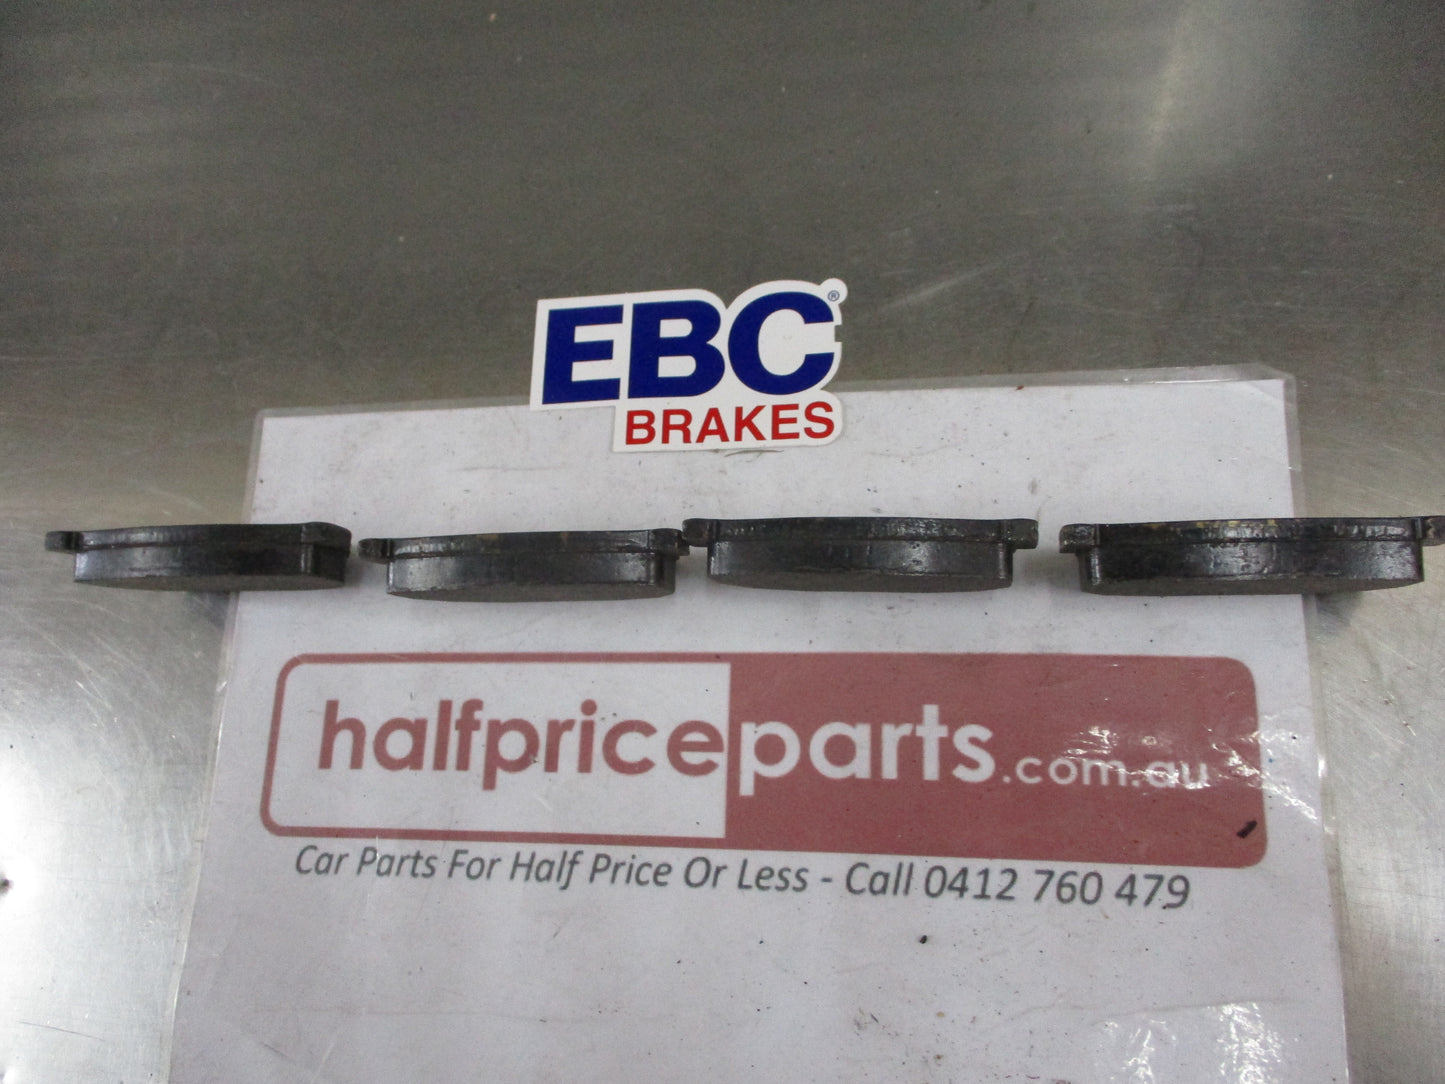 EBC®
BRAKES
halfpriceparts.com.au
Car Parts For Half Price Or Less - Call 0412 760 479